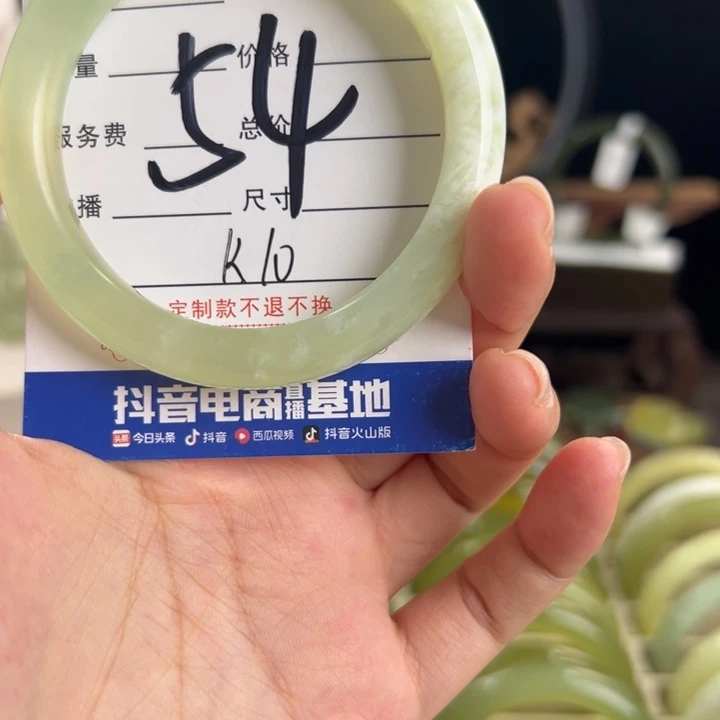 量 价格
54
服务费 总价
播 尺寸
K10
定制款不退不换
抖音电商直播基地
头条 今日头条 抖音 西瓜视频 抖音火山版